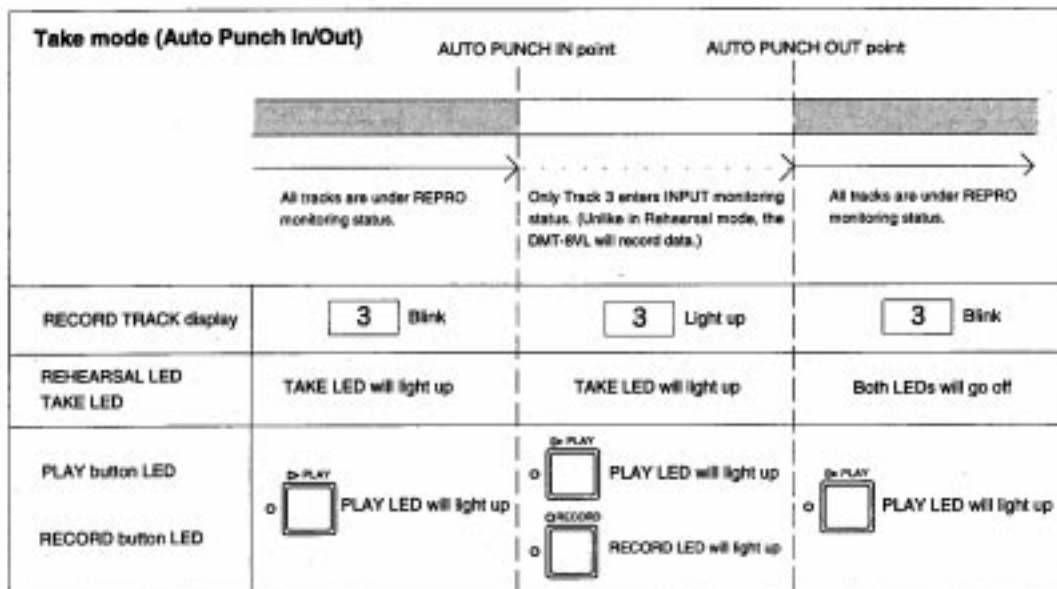 Take mode (Auto Punch In/Out)
AUTO PUNCH IN point
AUTO PUNCH OUT point
All tracks are under REPRO
monitoring status.
Only Track 3 enters INPUT monitoring
status. (Unlike in Rehearsal mode, the
DMT-8VL will record data.)
All tracks are under REPRO
monitoring status.
RECORD TRACK display
3 Blink
3 Light up
3 Blink
REHEARSAL LED
TAKE LED
TAKE LED will light up
TAKE LED will light up
Both LEDs will go off
PLAY button LED
RECORD button LED
PLAY
PLAY LED will light up
PLAY
PLAY LED will light up
RECORD
RECORD LED will light up
PLAY
PLAY LED will light up